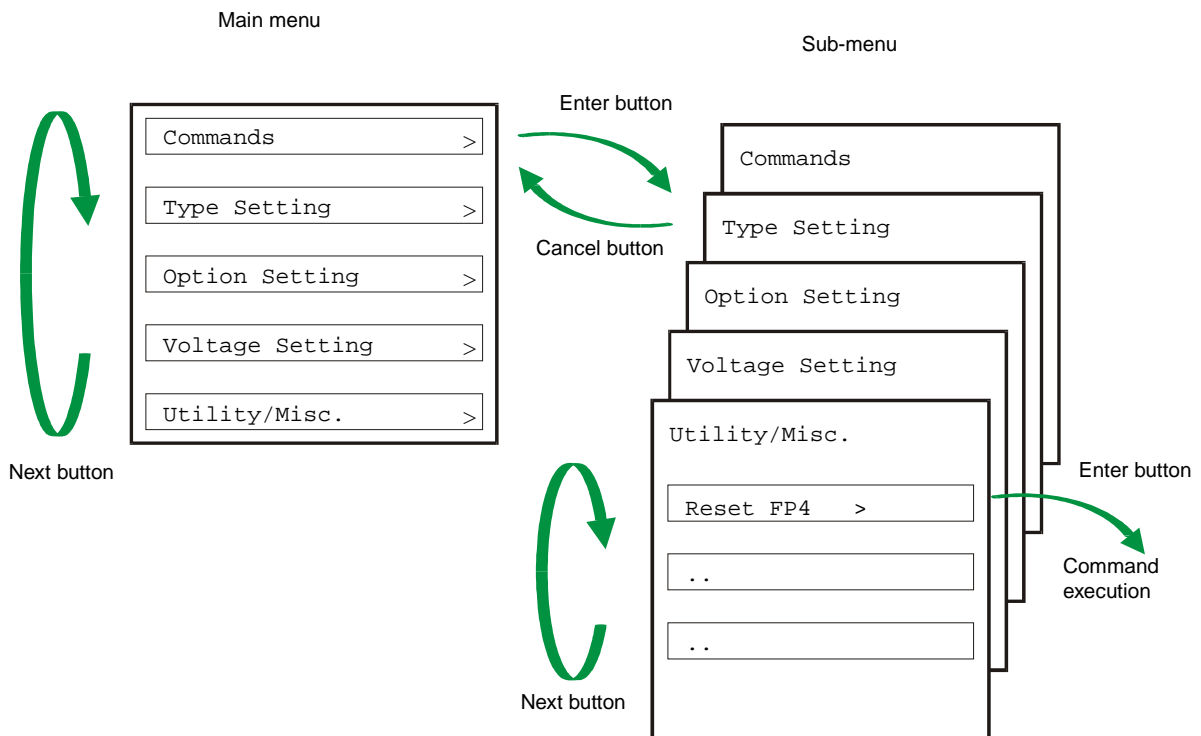 Main menu
Sub-menu
Enter button
Commands >
Type Setting >
Option Setting >
Voltage Setting >
Utility/Misc. >
Next button
Cancel button
Commands
Type Setting
Option Setting
Voltage Setting
Utility/Misc.
Reset FP4 >
..
..
Next button
Enter button
Command
execution